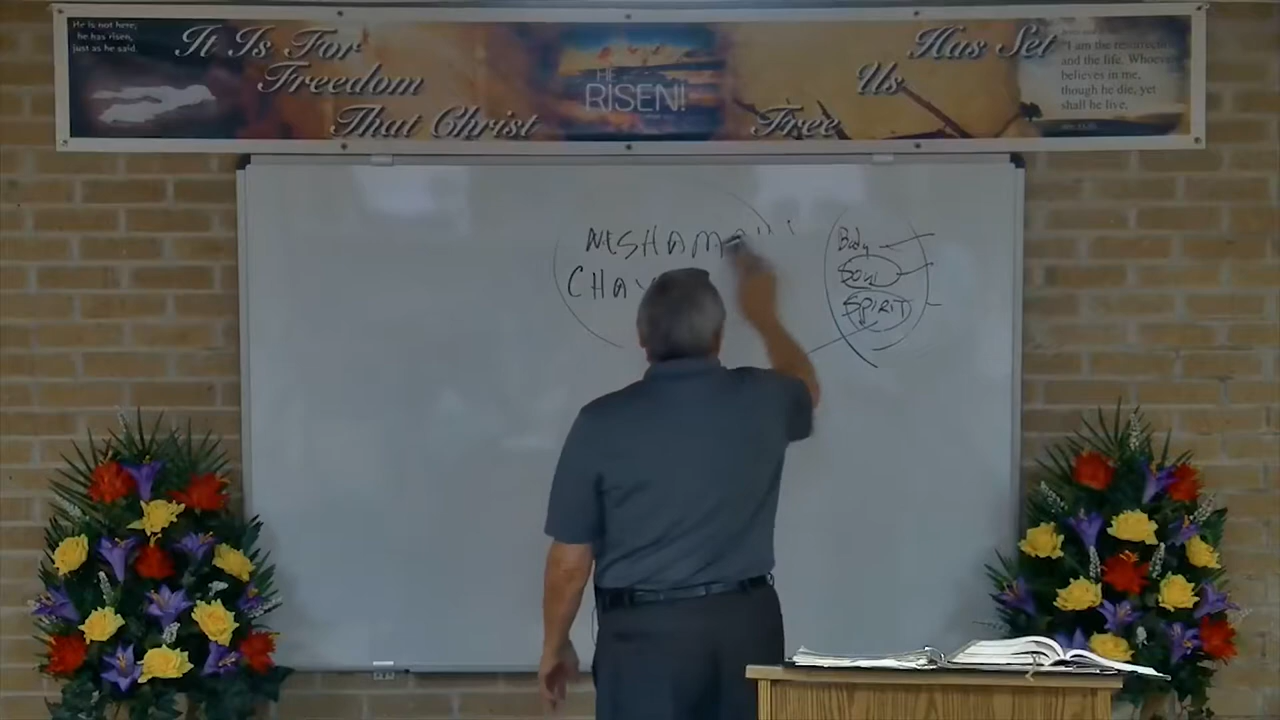 He is not here,
he has risen,
just as he said.
It Is For
Freedom
That Christ
HE
IS
RISEN!
Has Set
Us
Free
"I am the resurrection
and the life. Whoever
believes in me,
though he die, yet
shall he live,
NESHAMA
CHAY
Body
Soul
SPIRIT